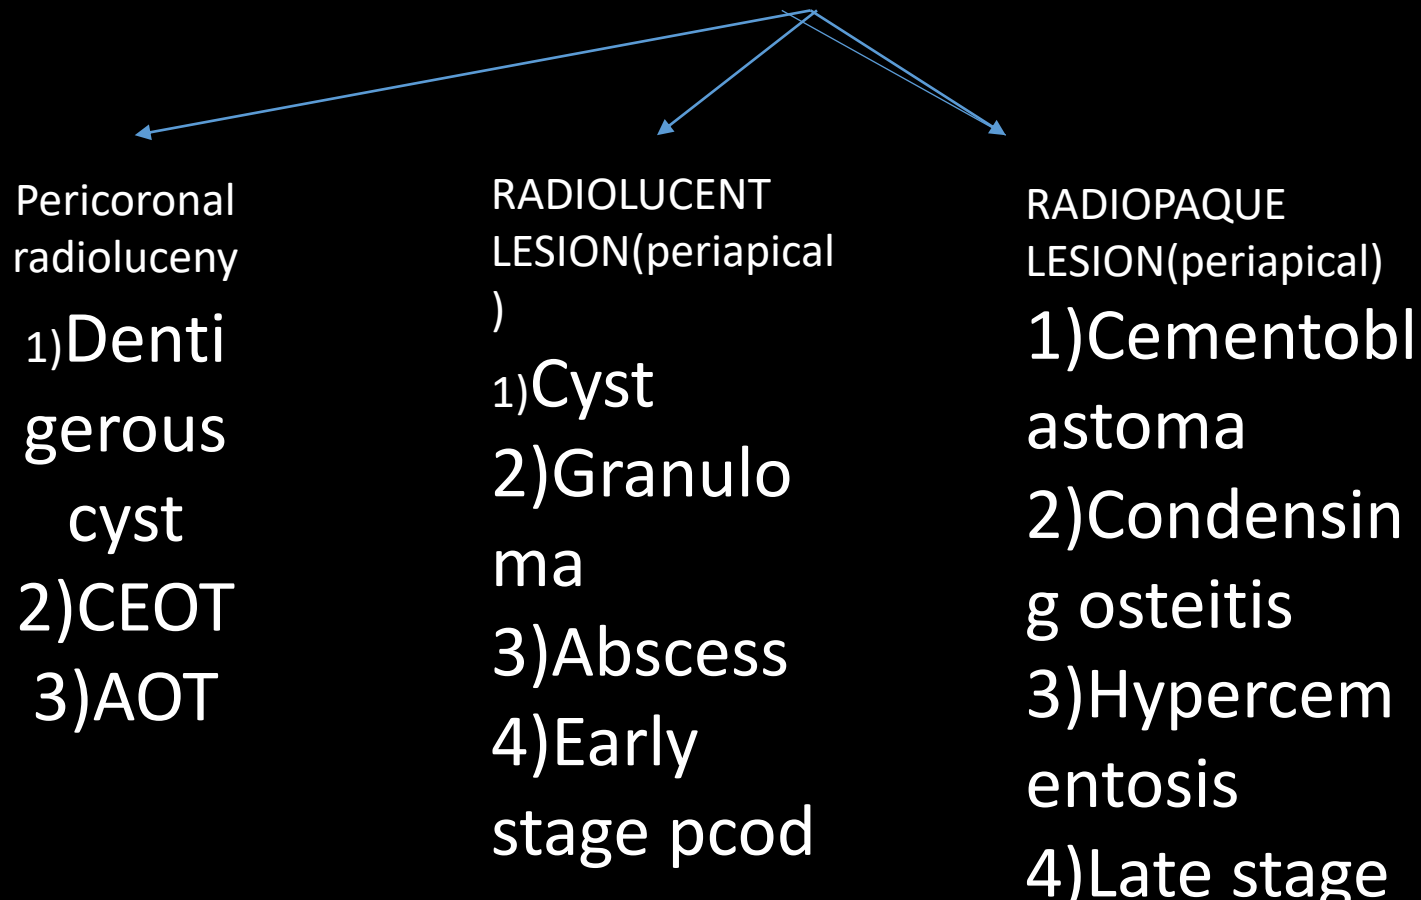 Pericoronal
radioluceny
1)Denti
gerous
cyst
2)CEOT
3)AOT
RADIOLUCENT
LESION(periapical
)
1)Cyst
2)Granulo
ma
3)Abscess
4)Early
stage pcod
RADIOPAQUE
LESION(periapical)
1)Cementobl
astoma
2)Condensin
g osteitis
3)Hypercem
entosis
4)Late stage